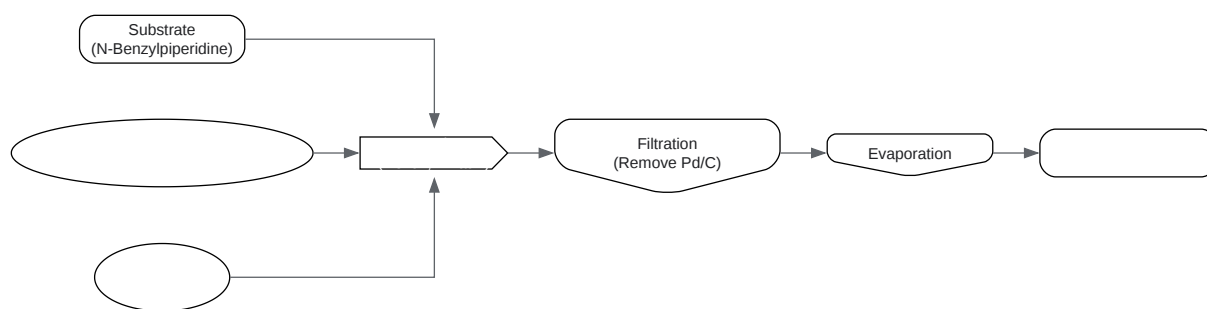 Substrate
(N-Benzylpiperidine)
Filtration
(Remove Pd/C)
Evaporation